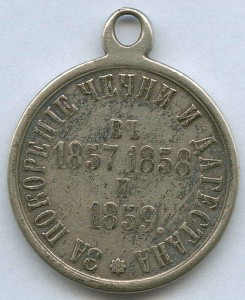 ЗА ПОКОРЕНІЕ ЧЕЧНИ И ДАГЕСТАНА
ВЪ
1857 1858
И
1859.